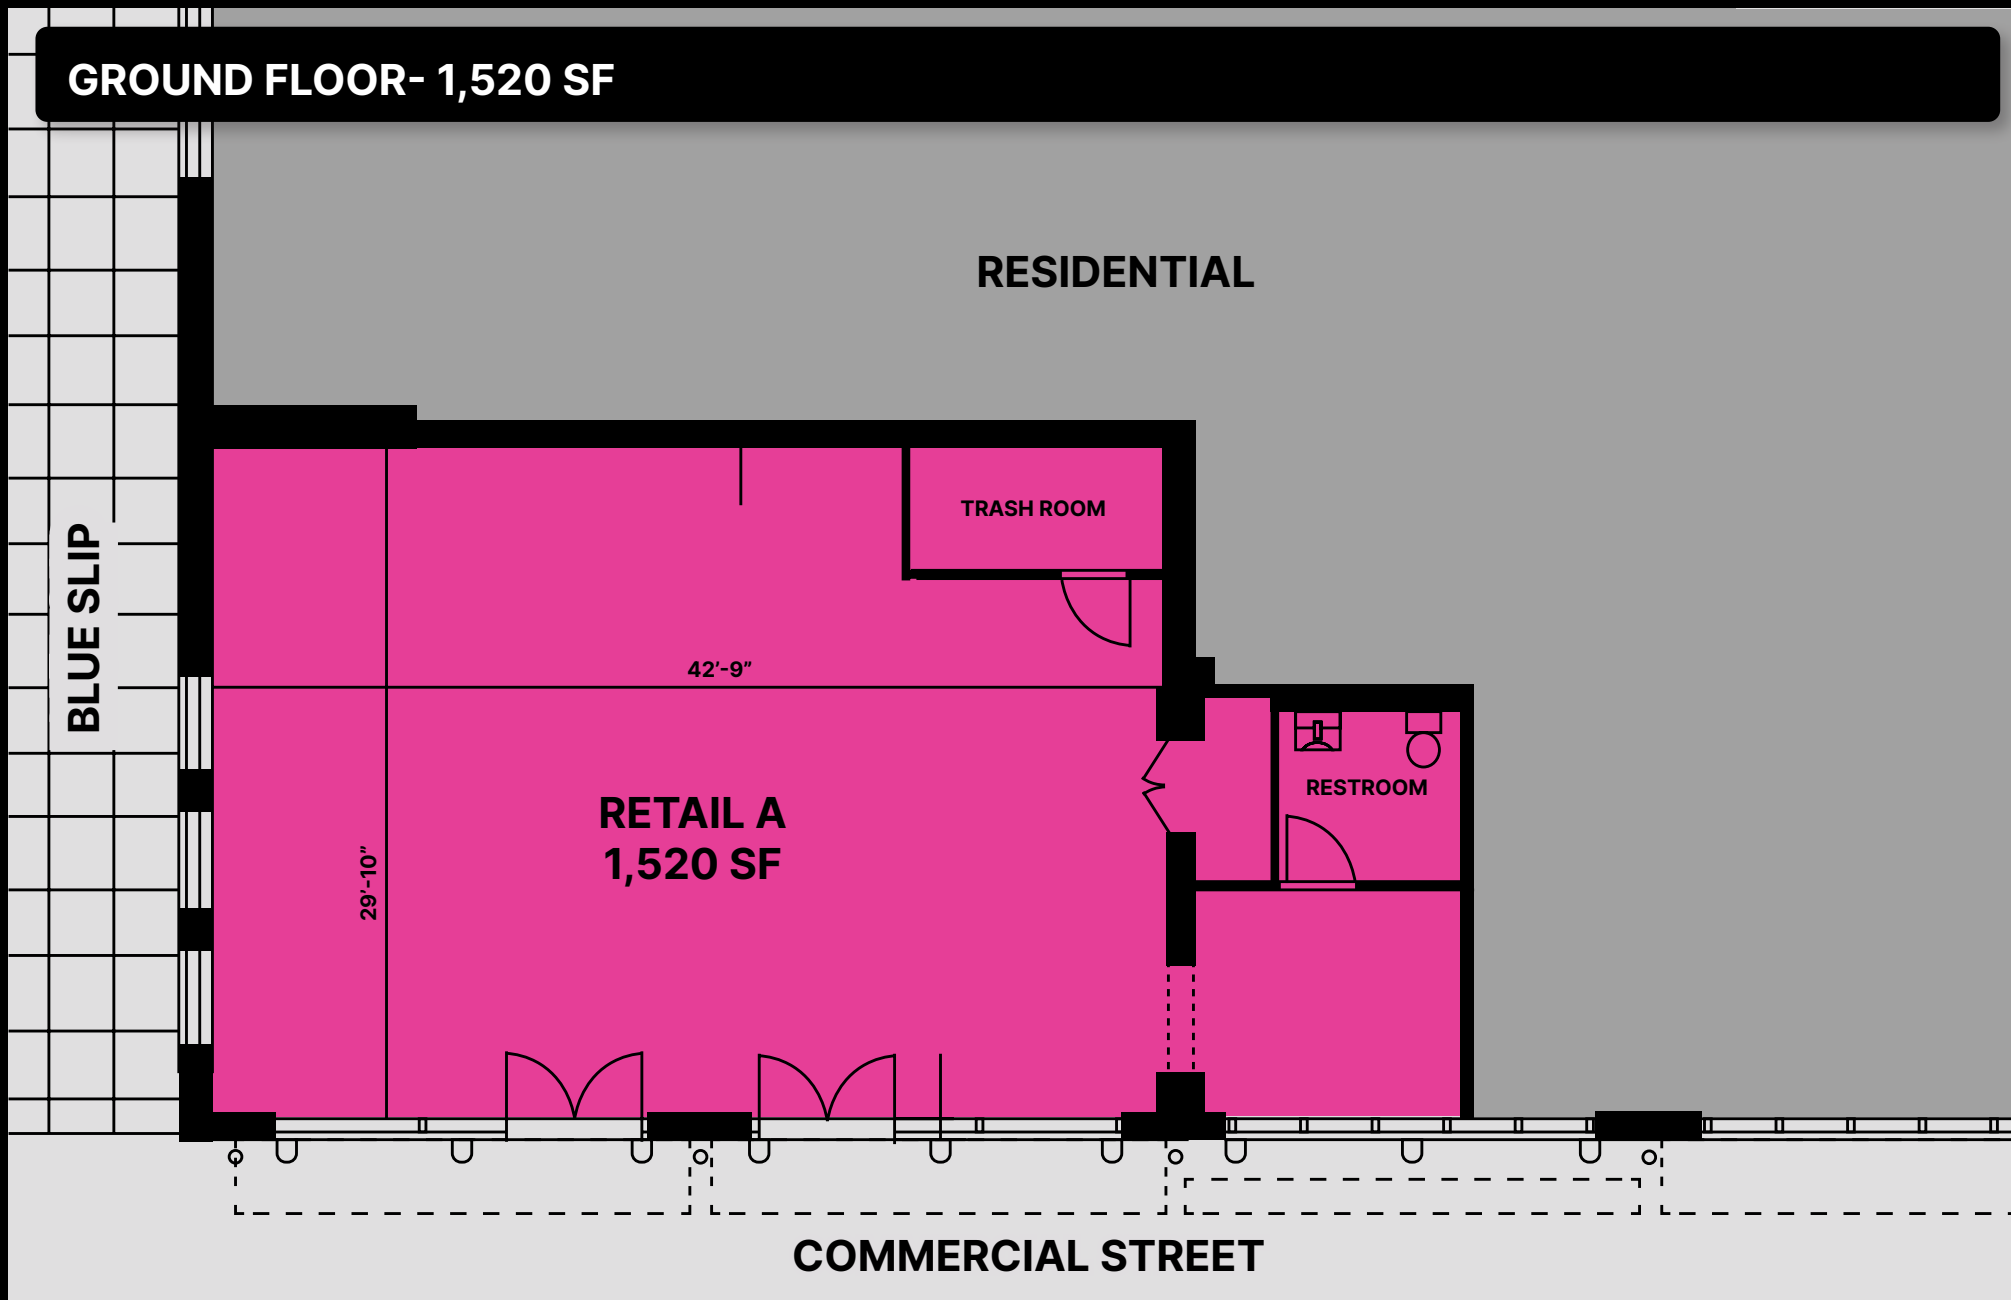 GROUND FLOOR- 1,520 SF
RESIDENTIAL
TRASH ROOM
BLUE SLIP
42’-9”
RESTROOM
RETAIL A
1,520 SF
29’-10”
COMMERCIAL STREET